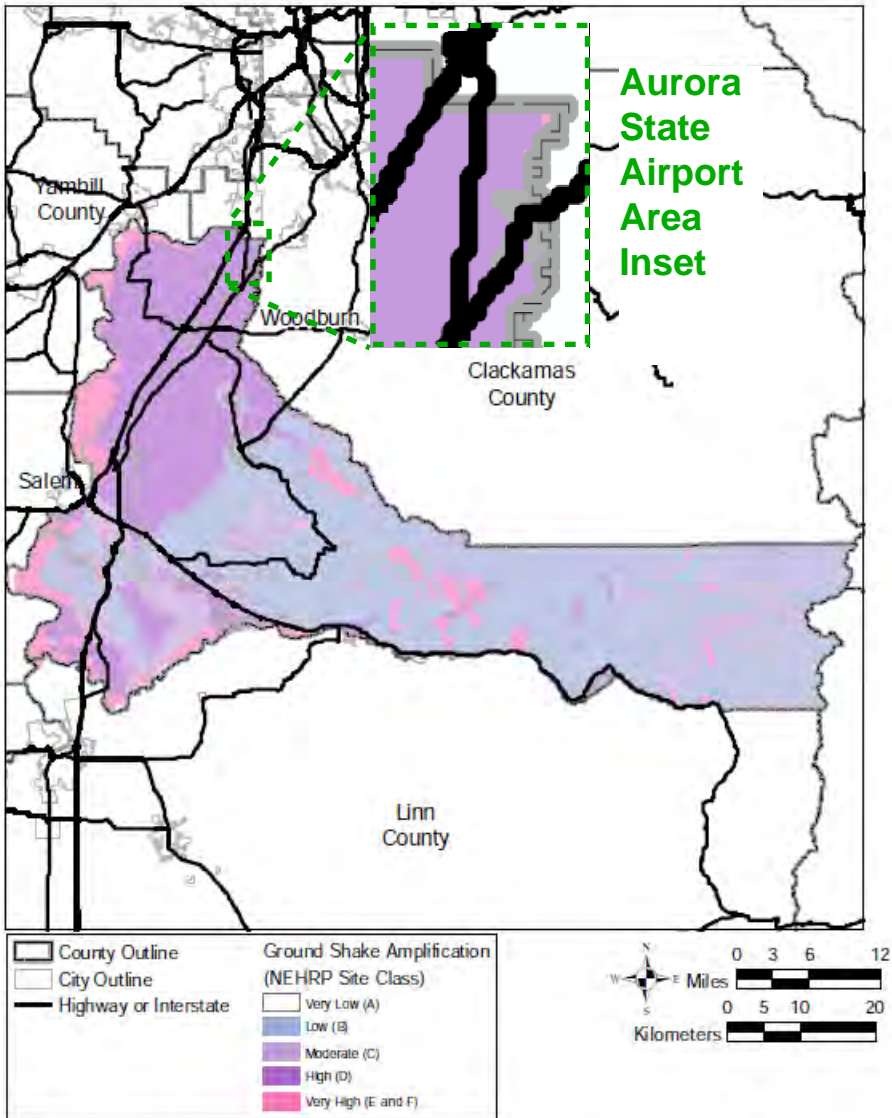 Aurora
State
Airport
Area
Inset
Yamhill
County
Woodburn
Clackamas
County
Salem
Linn
County
County Outline
City Outline
Highway or Interstate
Ground Shake Amplification
(NEHRP Site Class)
Very Low (A)
Low (B)
Moderate (C)
High (D)
Very High (E and F)
N
W
E
S
0 3 6 12
Miles
0 5 10 20
Kilometers